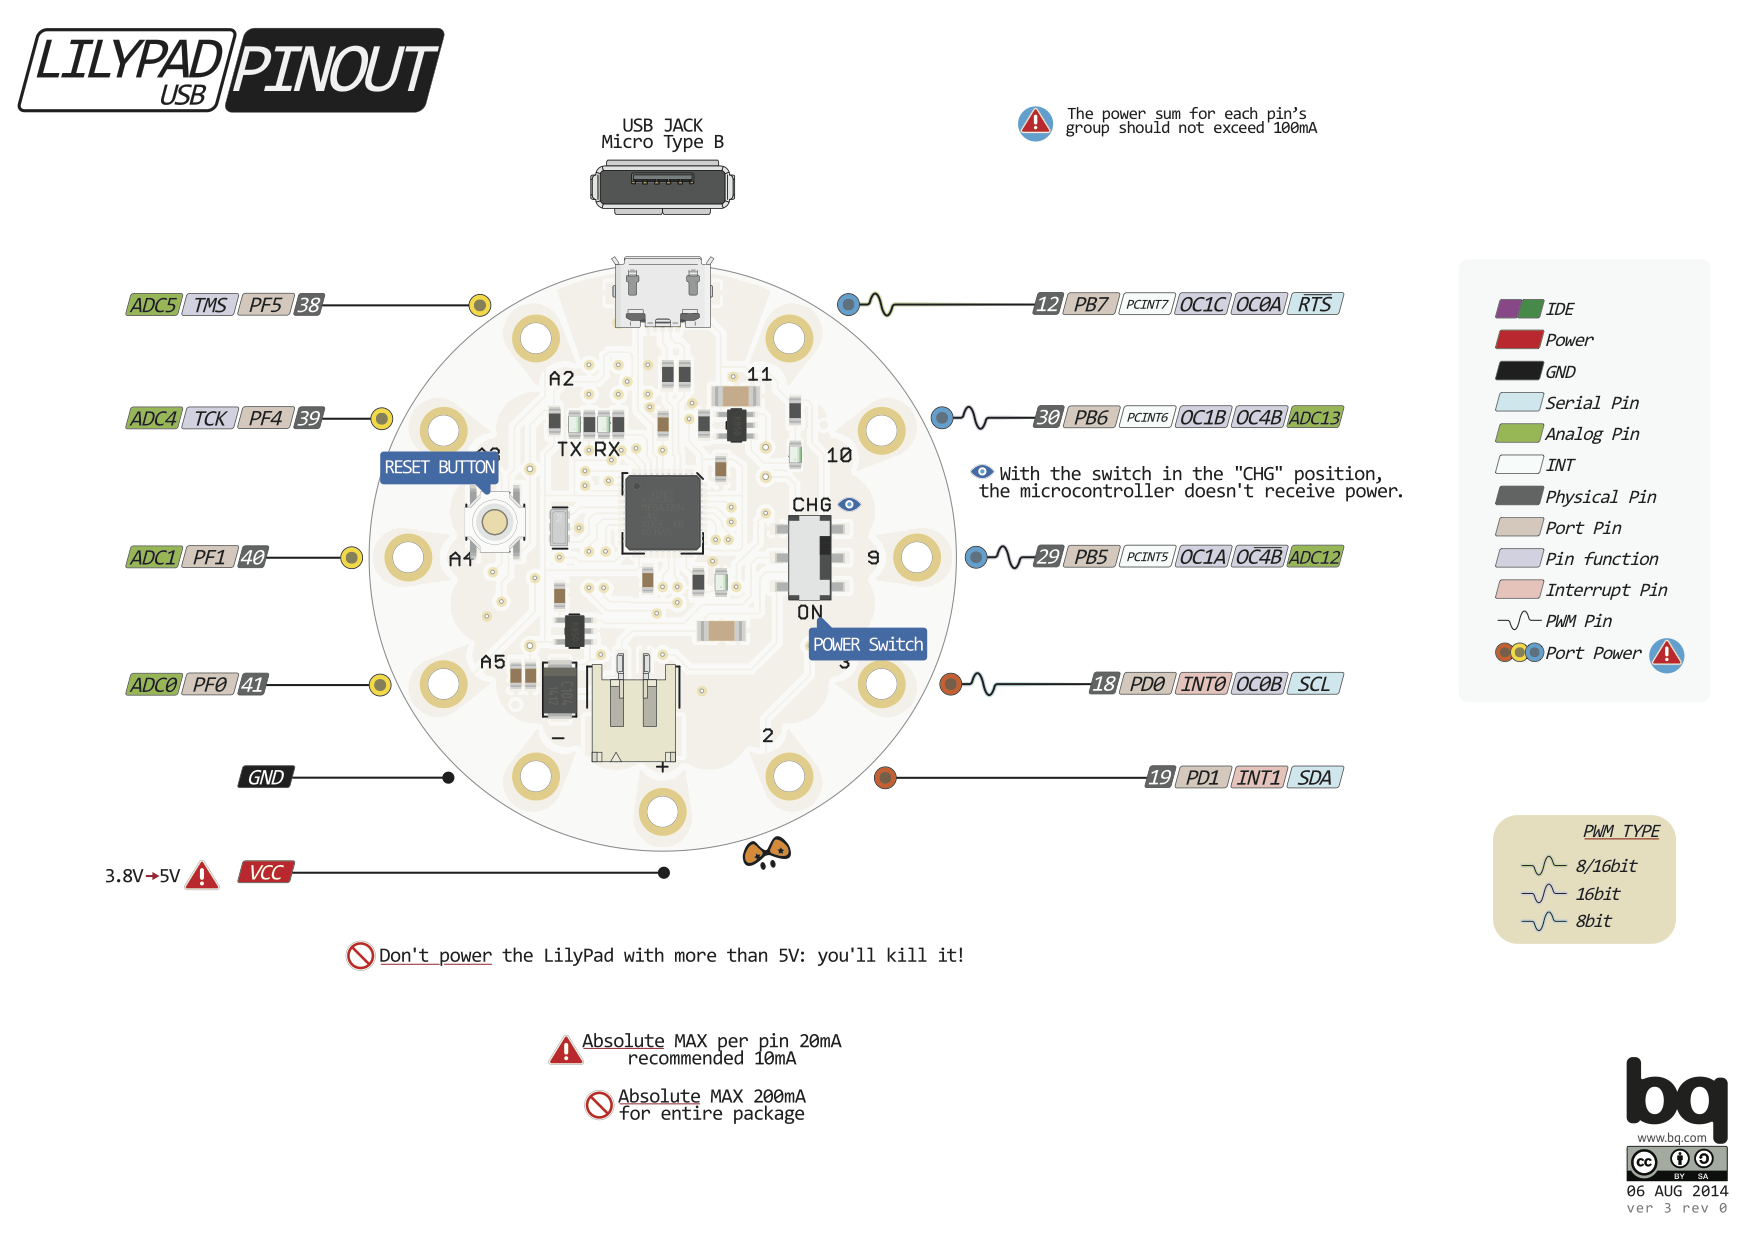 LILYPAD
USB
PINOUT
USB JACK
Micro Type B
The power sum for each pin's
group should not exceed 100mA
ADC5 TMS PF5 38
12 PB7 PCINT7 OC1C OC0A RTS
ADC4 TCK PF4 39
30 PB6 PCINT6 OC1B OC4B ADC13
ADC1 PF1 40
29 PB5 PCINT5 OC1A OC4B ADC12
ADC0 PF0 41
18 PD0 INT0 OC0B SCL
GND
19 PD1 INT1 SDA
3.8V→5V VCC
A2
11
TX RX
10
A3
RESET BUTTON
CHG
With the switch in the "CHG" position,
the microcontroller doesn't receive power.
A4
9
ON
POWER Switch
A5
3
-
2
+
IDE
Power
GND
Serial Pin
Analog Pin
INT
Physical Pin
Port Pin
Pin function
Interrupt Pin
PWM Pin
Port Power
PWM TYPE
8/16bit
16bit
8bit
Don't power the LilyPad with more than 5V: you'll kill it!
Absolute MAX per pin 20mA
recommended 10mA
Absolute MAX 200mA
for entire package
bq
www.bq.com
cc BY SA
06 AUG 2014
ver 3 rev 0